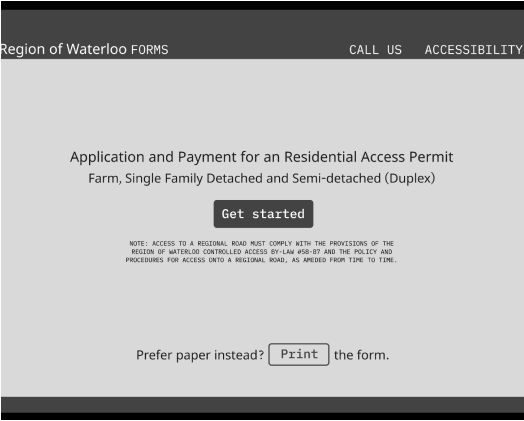 Region of Waterloo FORMS
CALL US ACCESSIBILITY
Application and Payment for an Residential Access Permit
Farm, Single Family Detached and Semi-detached (Duplex)
Get started
NOTE: ACCESS TO A REGIONAL ROAD MUST COMPLY WITH THE PROVISIONS OF THE
REGION OF WATERLOO CONTROLLED ACCESS BY-LAW #58-87 AND THE POLICY AND
PROCEDURES FOR ACCESS ONTO A REGIONAL ROAD, AS AMEDED FROM TIME TO TIME.
Prefer paper instead? Print the form.